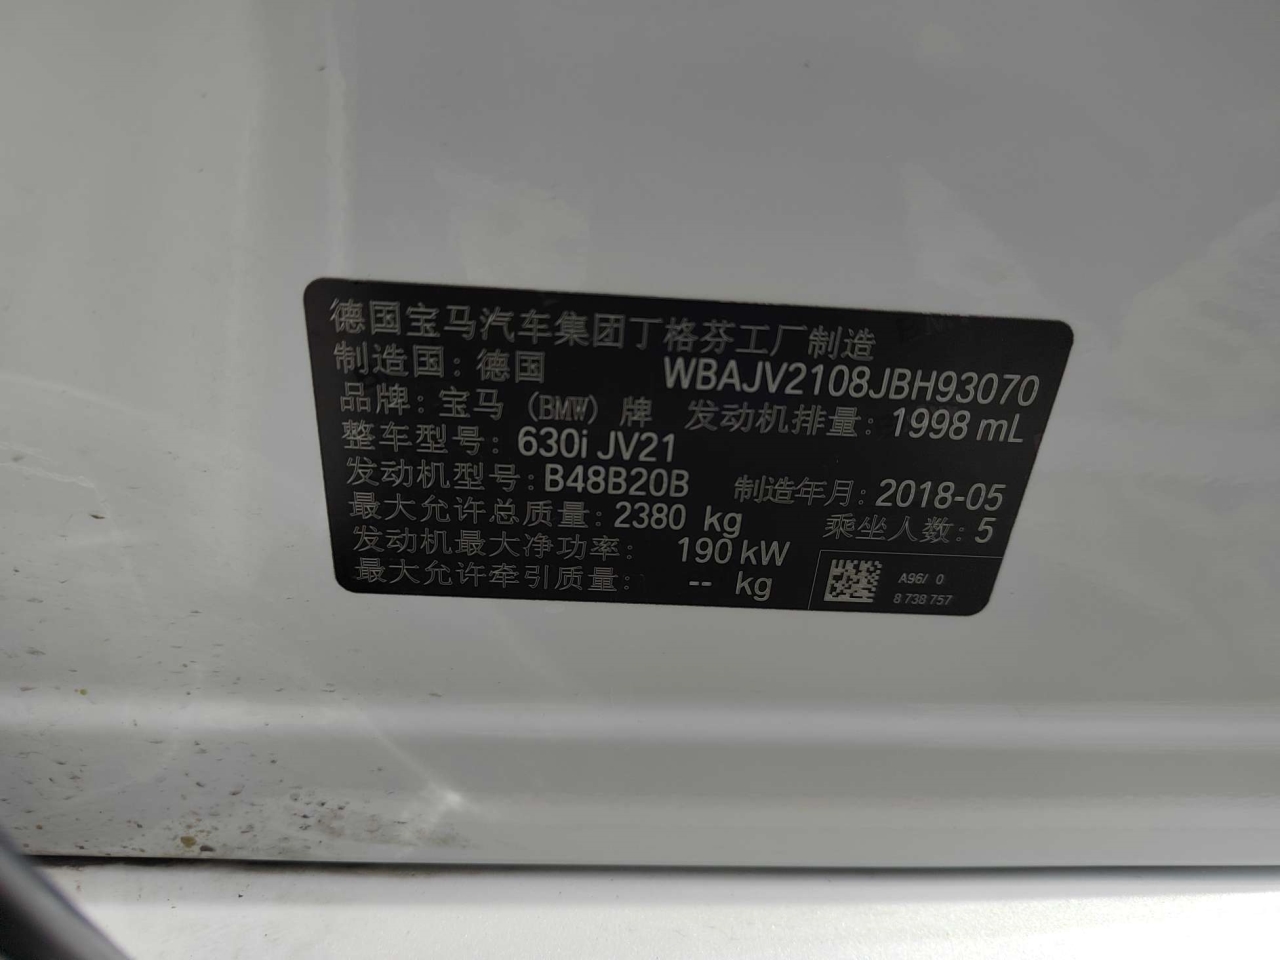 德国宝马汽车集团丁格芬工厂制造
制造国：德国 WBAJV2108JBH93070
品牌：宝马 (BMW) 牌 发动机排量：1998 mL
整车型号：630i JV21
发动机型号：B48B20B 制造年月：2018-05
最大允许总质量：2380 kg 乘坐人数：5
发动机最大净功率： 190 kW
最大允许牵引质量： -- kg
A96/ 0
8 738 757